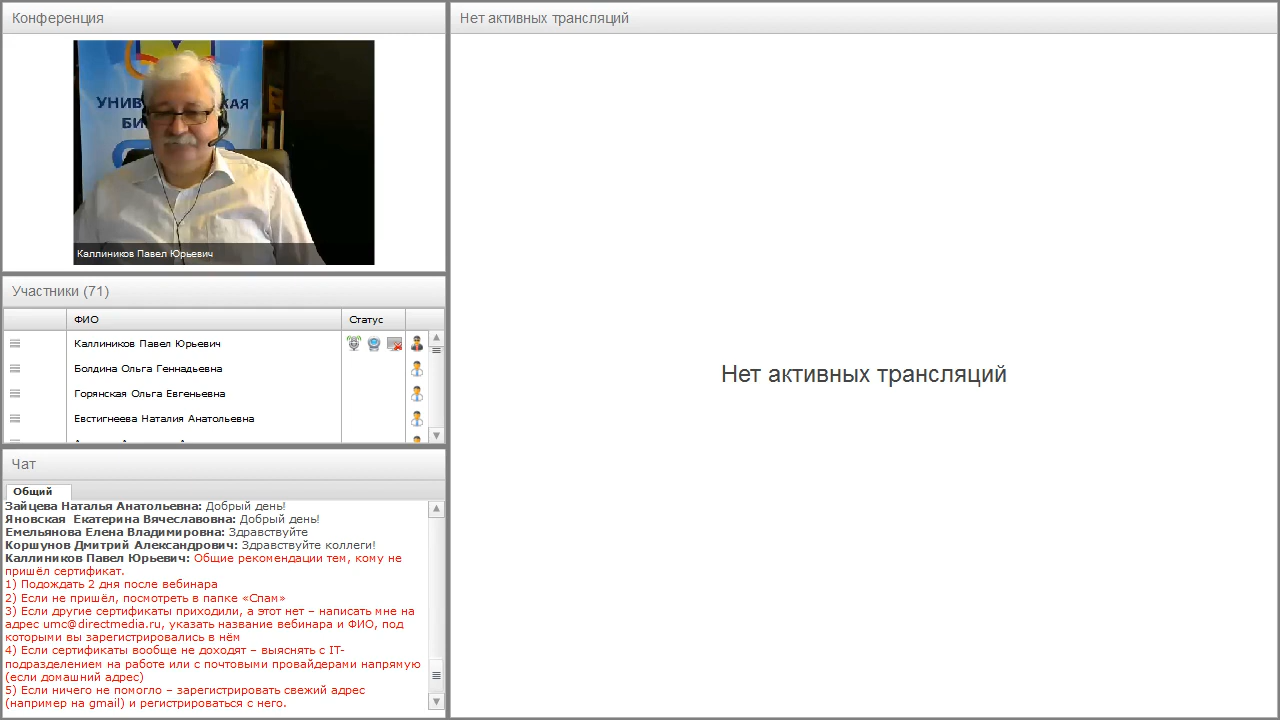 Конференция
УНИВ КАЯ
БИ
Каллиников Павел Юрьевич
Участники (71)
ФИО Статус
Каллиников Павел Юрьевич
Болдина Ольга Геннадьевна
Горянская Ольга Евгеньевна
Евстигнеева Наталия Анатольевна
Чат
Общий
Зайцева Наталья Анатольевна: Добрый день!
Яновская Екатерина Вячеславовна: Добрый день!
Емельянова Елена Владимировна: Здравствуйте
Коршунов Дмитрий Александрович: Здравствуйте коллеги!
Каллиников Павел Юрьевич: Общие рекомендации тем, кому не
пришёл сертификат.
1) Подождать 2 дня после вебинара
2) Если не пришёл, посмотреть в папке «Спам»
3) Если другие сертификаты приходили, а этот нет – написать мне на
адрес umc@directmedia.ru, указать название вебинара и ФИО, под
которыми вы зарегистрировались в нём
4) Если сертификаты вообще не доходят – выяснять с IT-
подразделением на работе или с почтовыми провайдерами напрямую
(если домашний адрес)
5) Если ничего не помогло – зарегистрировать свежий адрес
(например на gmail) и регистрироваться с него.
Нет активных трансляций
Нет активных трансляций